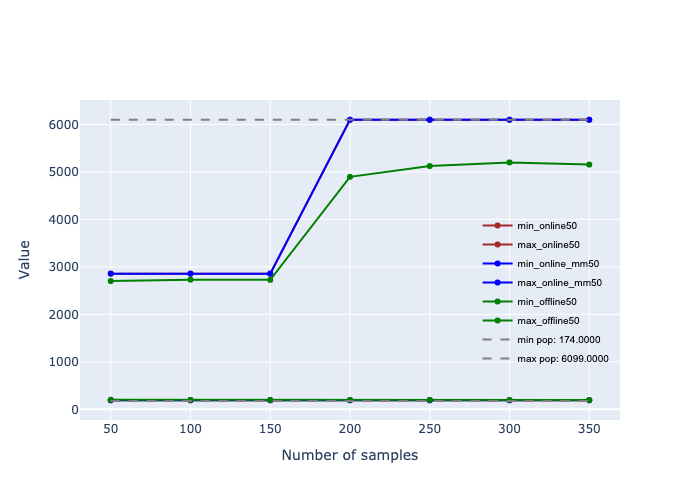 6000
5000
4000
3000
2000
1000
0
Value
50 100 150 200 250 300 350
Number of samples
min_online50
max_online50
min_online_mm50
max_online_mm50
min_offline50
max_offline50
min pop: 174.0000
max pop: 6099.0000